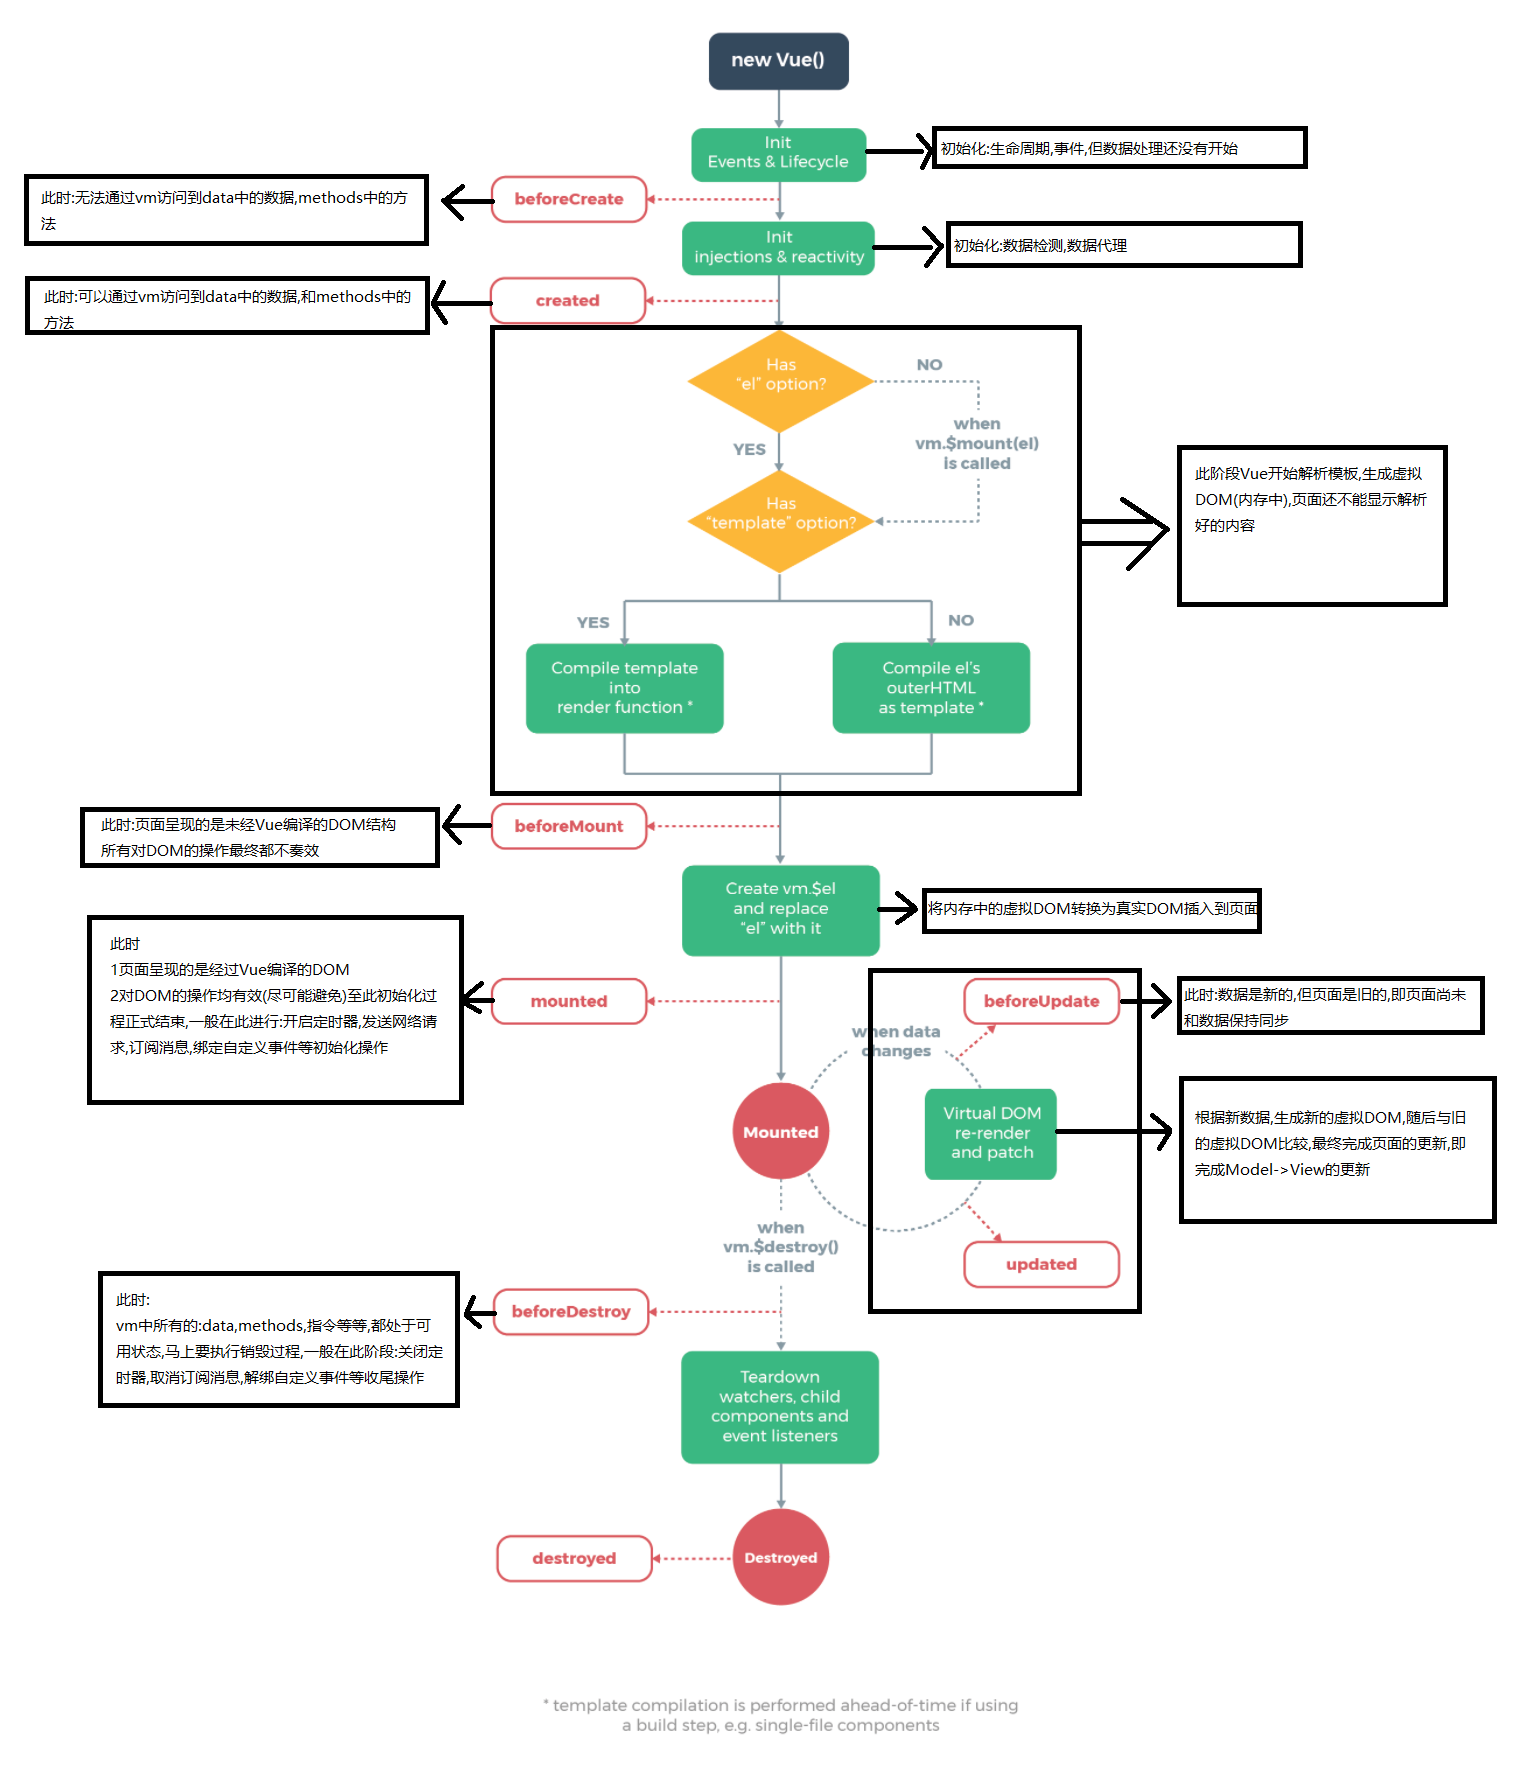 new Vue()
Init
Events & Lifecycle
初始化:生命周期,事件,但数据处理还没有开始
此时:无法通过vm访问到data中的数据,methods中的方
法
beforeCreate
Init
injections & reactivity
初始化:数据检测,数据代理
此时:可以通过vm访问到data中的数据,和methods中的
方法
created
Has
“el” option?
NO
when
vm.$mount(el)
is called
YES
Has
“template” option?
此阶段Vue开始解析模板,生成虚拟
DOM(内存中),页面还不能显示解析
好的内容
YES
NO
Compile template
into
render function *
Compile el’s
outerHTML
as template *
此时:页面呈现的是未经Vue编译的DOM结构
所有对DOM的操作最终都不奏效
beforeMount
Create vm.$el
and replace
“el” with it
将内存中的虚拟DOM转换为真实DOM插入到页面
此时
1页面呈现的是经过Vue编译的DOM
2对DOM的操作均有效(尽可能避免)至此初始化过
程正式结束,一般在此进行:开启定时器,发送网络请
求,订阅消息,绑定自定义事件等初始化操作
mounted
beforeUpdate
此时:数据是新的,但页面是旧的,即页面尚未
和数据保持同步
when data
changes
Mounted
Virtual DOM
re-render
and patch
根据新数据,生成新的虚拟DOM,随后与旧
的虚拟DOM比较,最终完成页面的更新,即
完成Model->View的更新
when
vm.$destroy()
is called
updated
此时:
vm中所有的:data,methods,指令等等,都处于可
用状态,马上要执行销毁过程,一般在此阶段:关闭定
时器,取消订阅消息,解绑自定义事件等收尾操作
beforeDestroy
Teardown
watchers, child
components and
event listeners
destroyed
Destroyed
* template compilation is performed ahead-of-time if using
a build step, e.g. single-file components